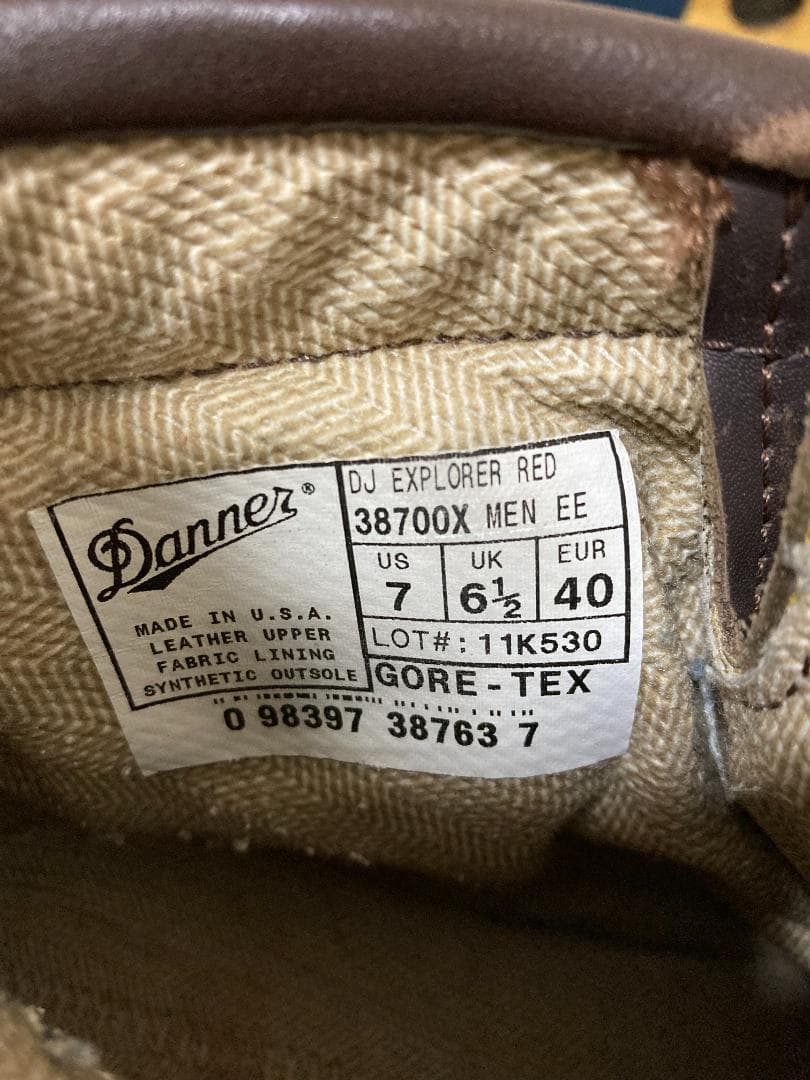 Danner®
MADE IN U.S.A.
LEATHER UPPER
FABRIC LINING
SYNTHETIC OUTSOLE
DJ EXPLORER RED
38700X MEN EE
US UK EUR
7 6½ 40
LOT#: 11K530
GORE-TEX
0 98397 38763 7